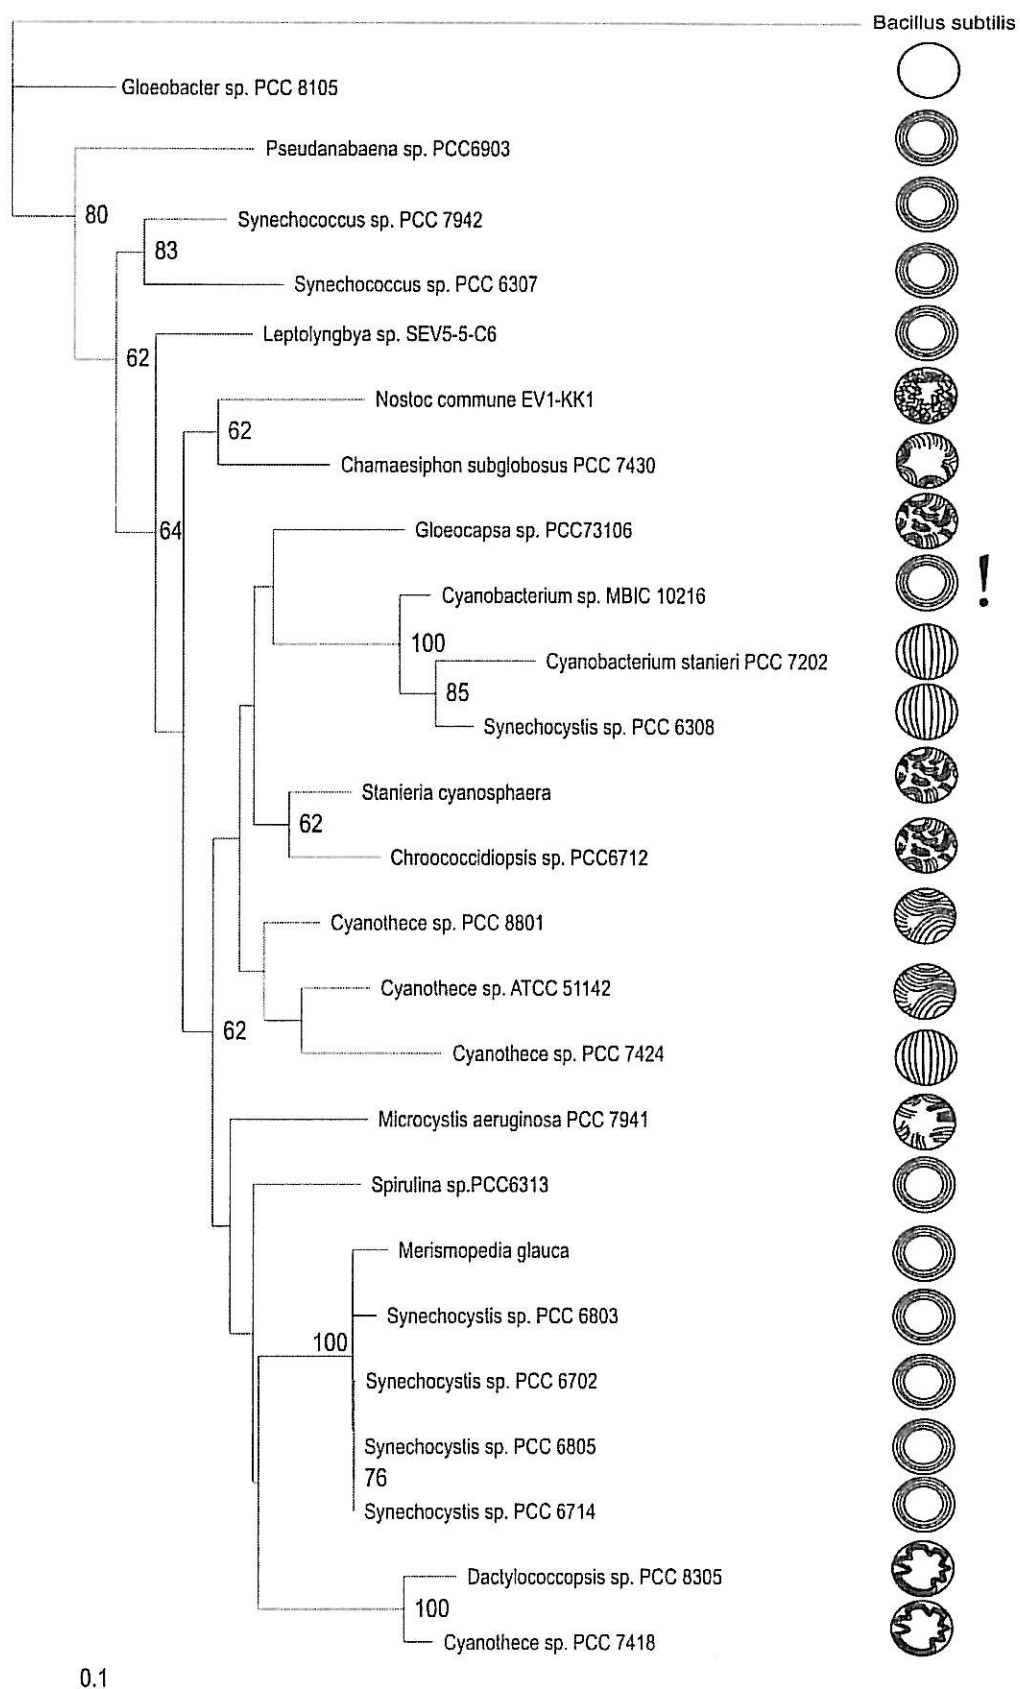 Bacillus subtilis
Gloeobacter sp. PCC 8105
Pseudanabaena sp. PCC6903
80
Synechococcus sp. PCC 7942
83
Synechococcus sp. PCC 6307
Leptolyngbya sp. SEV5-5-C6
62
Nostoc commune EV1-KK1
62
Chamaesiphon subglobosus PCC 7430
64
Gloeocapsa sp. PCC73106
!
Cyanobacterium sp. MBIC 10216
100
Cyanobacterium stanieri PCC 7202
85
Synechocystis sp. PCC 6308
Stanieria cyanosphaera
62
Chroococcidiopsis sp. PCC6712
Cyanothece sp. PCC 8801
Cyanothece sp. ATCC 51142
62
Cyanothece sp. PCC 7424
Microcystis aeruginosa PCC 7941
Spirulina sp.PCC6313
Merismopedia glauca
Synechocystis sp. PCC 6803
100
Synechocystis sp. PCC 6702
Synechocystis sp. PCC 6805
76
Synechocystis sp. PCC 6714
Dactylococcopsis sp. PCC 8305
100
Cyanothece sp. PCC 7418
0.1